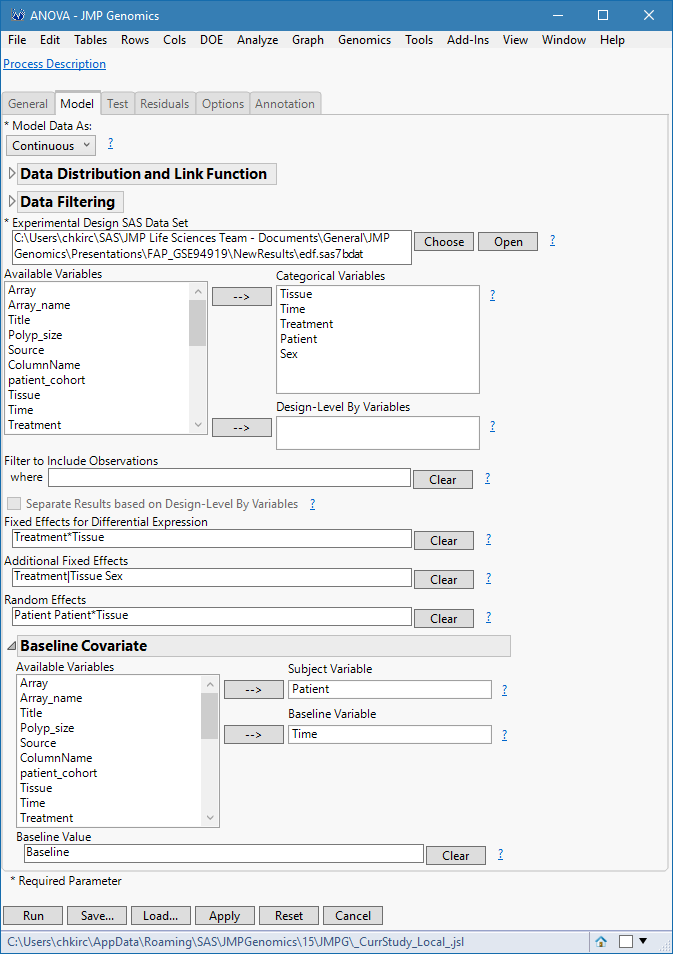 ANOVA - JMP Genomics
File Edit Tables Rows Cols DOE Analyze Graph Genomics Tools Add-Ins View Window Help
Process Description
General Model Test Residuals Options Annotation
* Model Data As:
Continuous ?
Data Distribution and Link Function
Data Filtering
* Experimental Design SAS Data Set
C:\Users\chkirc\SAS\JMP Life Sciences Team - Documents\General\JMP
Genomics\Presentations\FAP_GSE94919\NewResults\edf.sas7bdat
Choose Open ?
Available Variables
Array
Array_name
Title
Polyp_size
Source
ColumnName
patient_cohort
Tissue
Time
Treatment
-->
Categorical Variables
Tissue
Time
Treatment
Patient
Sex
?
-->
Design-Level By Variables
?
Filter to Include Observations
where Clear ?
Separate Results based on Design-Level By Variables ?
Fixed Effects for Differential Expression
Treatment*Tissue Clear ?
Additional Fixed Effects
Treatment|Tissue Sex Clear ?
Random Effects
Patient Patient*Tissue Clear ?
Baseline Covariate
Available Variables
Array
Array_name
Title
Polyp_size
Source
ColumnName
patient_cohort
Tissue
Time
Treatment
Subject Variable
--> Patient ?
Baseline Variable
--> Time ?
Baseline Value
Baseline Clear ?
* Required Parameter
Run Save... Load... Apply Reset Cancel
C:\Users\chkirc\AppData\Roaming\SAS\JMPGenomics\15\JMPG\_CurrStudy_Local_.jsl